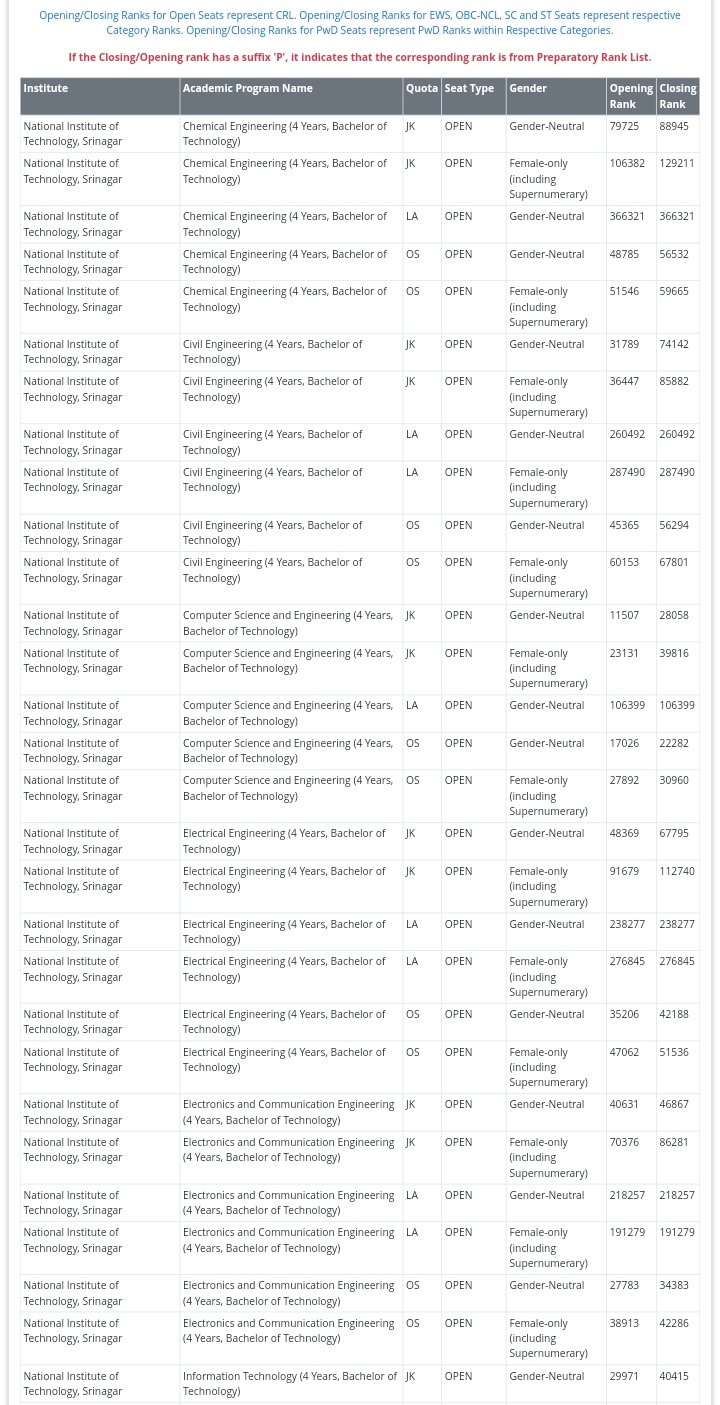 Opening/Closing Ranks for Open Seats represent CRL. Opening/Closing Ranks for EWS, OBC-NCL, SC and ST Seats represent respective
Category Ranks. Opening/Closing Ranks for PwD Seats represent PwD Ranks within Respective Categories.
If the Closing/Opening rank has a suffix 'P', it indicates that the corresponding rank is from Preparatory Rank List.
Institute Academic Program Name Quota Seat Type Gender Opening Closing
Rank Rank
National Institute of Chemical Engineering (4 Years, Bachelor of JK OPEN Gender-Neutral 79725 88945
Technology, Srinagar Technology)
National Institute of Chemical Engineering (4 Years, Bachelor of JK OPEN Female-only 106382 129211
Technology, Srinagar Technology) (including
Supernumerary)
National Institute of Chemical Engineering (4 Years, Bachelor of LA OPEN Gender-Neutral 366321 366321
Technology, Srinagar Technology)
National Institute of Chemical Engineering (4 Years, Bachelor of OS OPEN Gender-Neutral 48785 56532
Technology, Srinagar Technology)
National Institute of Chemical Engineering (4 Years, Bachelor of OS OPEN Female-only 51546 59665
Technology, Srinagar Technology) (including
Supernumerary)
National Institute of Civil Engineering (4 Years, Bachelor of JK OPEN Gender-Neutral 31789 74142
Technology, Srinagar Technology)
National Institute of Civil Engineering (4 Years, Bachelor of JK OPEN Female-only 36447 85882
Technology, Srinagar Technology) (including
Supernumerary)
National Institute of Civil Engineering (4 Years, Bachelor of LA OPEN Gender-Neutral 260492 260492
Technology, Srinagar Technology)
National Institute of Civil Engineering (4 Years, Bachelor of LA OPEN Female-only 287490 287490
Technology, Srinagar Technology) (including
Supernumerary)
National Institute of Civil Engineering (4 Years, Bachelor of OS OPEN Gender-Neutral 45365 56294
Technology, Srinagar Technology)
National Institute of Civil Engineering (4 Years, Bachelor of OS OPEN Female-only 60153 67801
Technology, Srinagar Technology) (including
Supernumerary)
National Institute of Computer Science and Engineering (4 Years, JK OPEN Gender-Neutral 11507 28058
Technology, Srinagar Bachelor of Technology)
National Institute of Computer Science and Engineering (4 Years, JK OPEN Female-only 23131 39816
Technology, Srinagar Bachelor of Technology) (including
Supernumerary)
National Institute of Computer Science and Engineering (4 Years, LA OPEN Gender-Neutral 106399 106399
Technology, Srinagar Bachelor of Technology)
National Institute of Computer Science and Engineering (4 Years, OS OPEN Gender-Neutral 17026 22282
Technology, Srinagar Bachelor of Technology)
National Institute of Computer Science and Engineering (4 Years, OS OPEN Female-only 27892 30960
Technology, Srinagar Bachelor of Technology) (including
Supernumerary)
National Institute of Electrical Engineering (4 Years, Bachelor of JK OPEN Gender-Neutral 48369 67795
Technology, Srinagar Technology)
National Institute of Electrical Engineering (4 Years, Bachelor of JK OPEN Female-only 91679 112740
Technology, Srinagar Technology) (including
Supernumerary)
National Institute of Electrical Engineering (4 Years, Bachelor of LA OPEN Gender-Neutral 238277 238277
Technology, Srinagar Technology)
National Institute of Electrical Engineering (4 Years, Bachelor of LA OPEN Female-only 276845 276845
Technology, Srinagar Technology) (including
Supernumerary)
National Institute of Electrical Engineering (4 Years, Bachelor of OS OPEN Gender-Neutral 35206 42188
Technology, Srinagar Technology)
National Institute of Electrical Engineering (4 Years, Bachelor of OS OPEN Female-only 47062 51536
Technology, Srinagar Technology) (including
Supernumerary)
National Institute of Electronics and Communication Engineering JK OPEN Gender-Neutral 40631 46867
Technology, Srinagar (4 Years, Bachelor of Technology)
National Institute of Electronics and Communication Engineering JK OPEN Female-only 70376 86281
Technology, Srinagar (4 Years, Bachelor of Technology) (including
Supernumerary)
National Institute of Electronics and Communication Engineering LA OPEN Gender-Neutral 218257 218257
Technology, Srinagar (4 Years, Bachelor of Technology)
National Institute of Electronics and Communication Engineering LA OPEN Female-only 191279 191279
Technology, Srinagar (4 Years, Bachelor of Technology) (including
Supernumerary)
National Institute of Electronics and Communication Engineering OS OPEN Gender-Neutral 27783 34383
Technology, Srinagar (4 Years, Bachelor of Technology)
National Institute of Electronics and Communication Engineering OS OPEN Female-only 38913 42286
Technology, Srinagar (4 Years, Bachelor of Technology) (including
Supernumerary)
National Institute of Information Technology (4 Years, Bachelor of JK OPEN Gender-Neutral 29971 40415
Technology, Srinagar Technology)